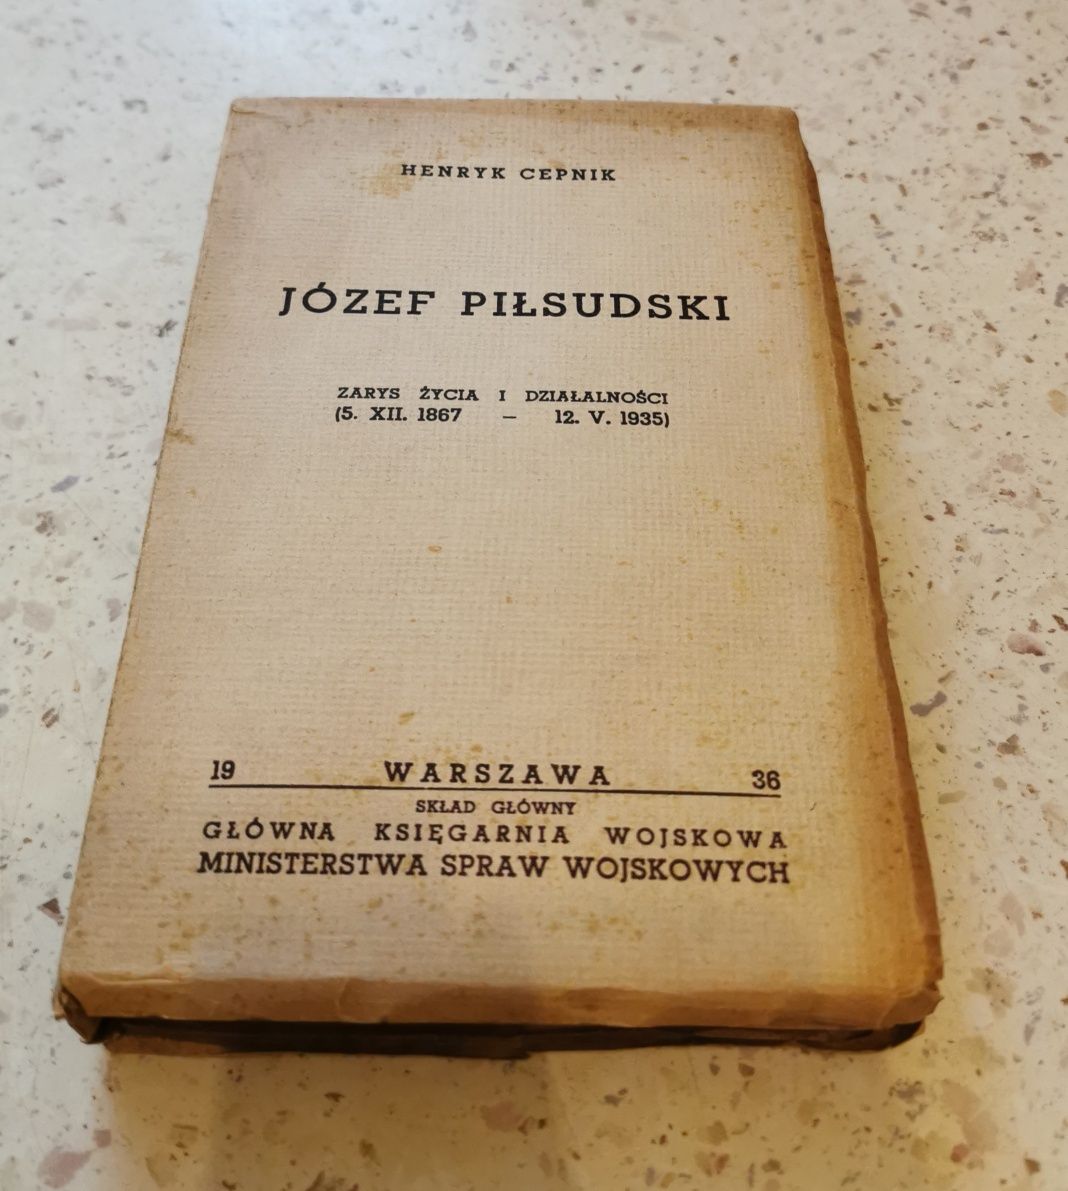 HENRYK CEPNIK
JÓZEF PIŁSUDSKI
ZARYS ŻYCIA I DZIAŁALNOŚCI
(5. XII. 1867 – 12. V. 1935)
19 WARSZAWA 36
SKŁAD GŁÓWNY
GŁÓWNA KSIĘGARNIA WOJSKOWA
MINISTERSTWA SPRAW WOJSKOWYCH